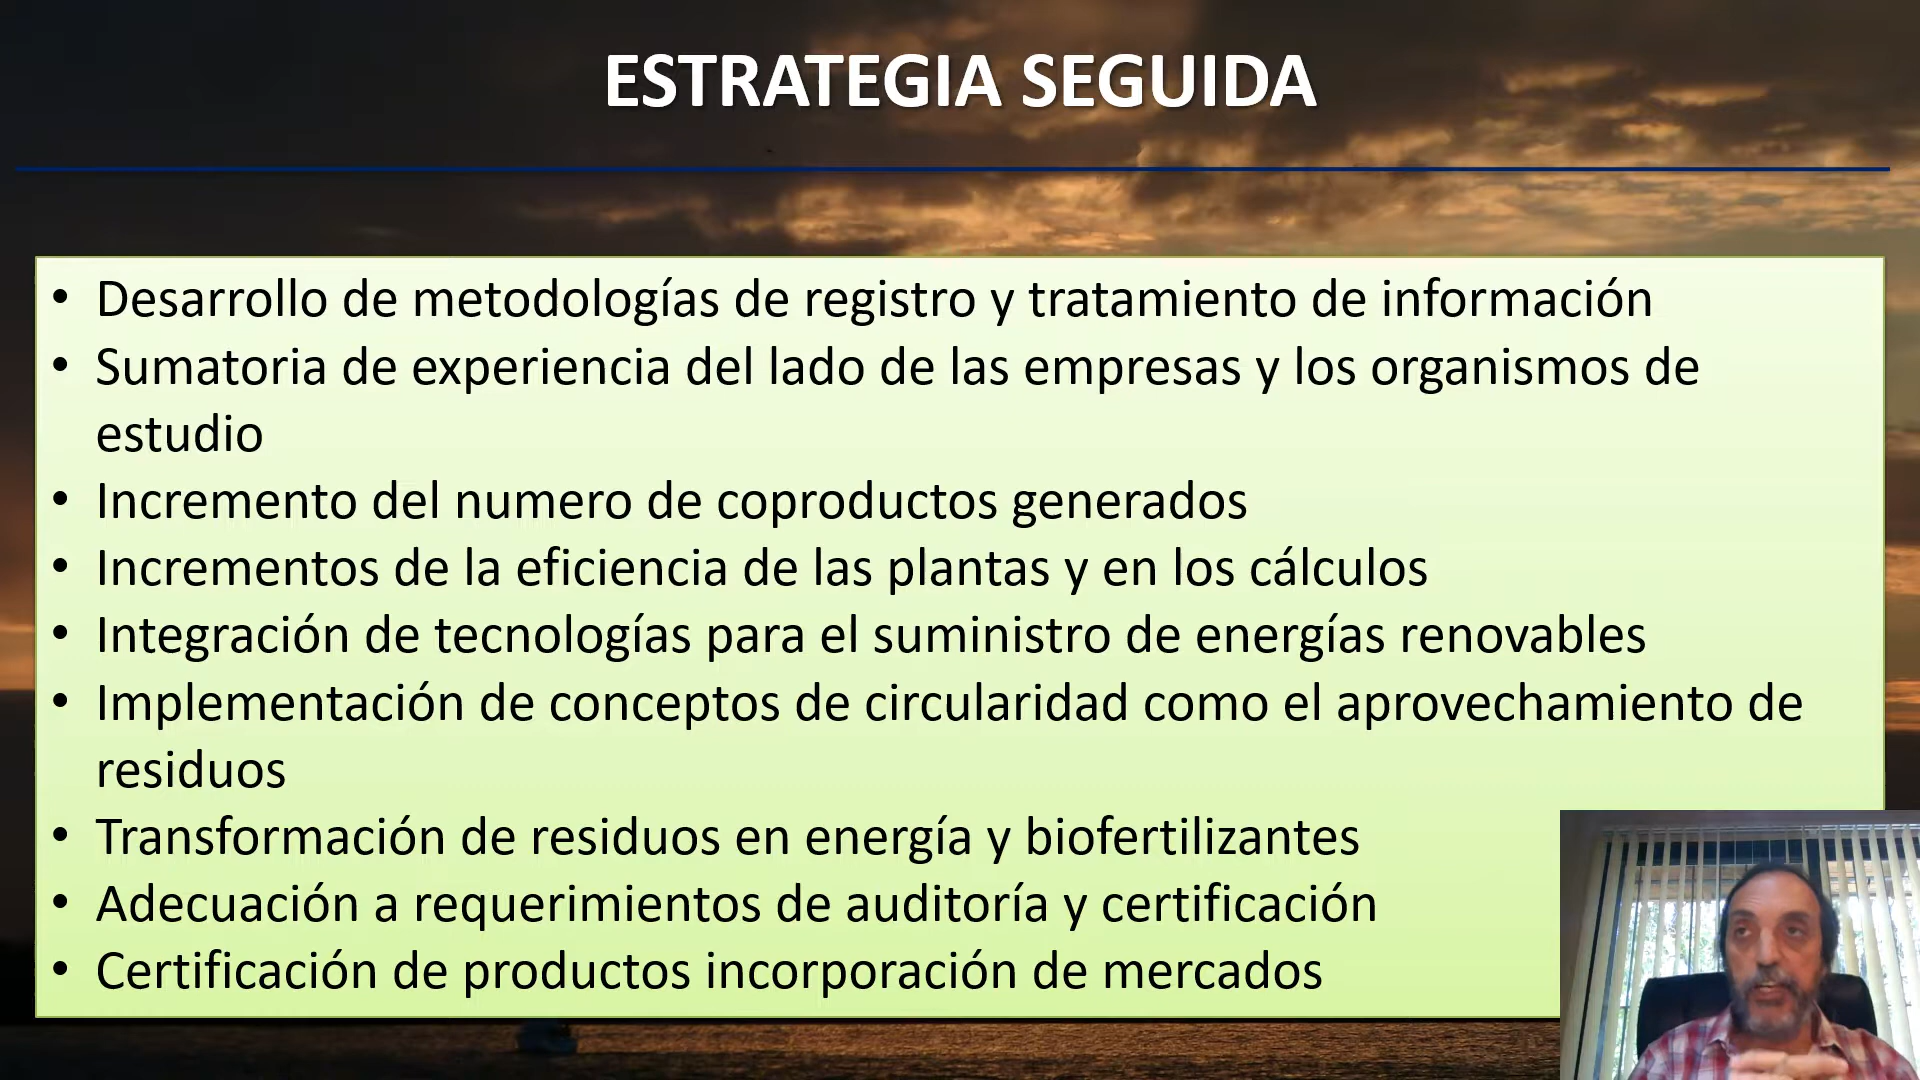 ESTRATEGIA SEGUIDA
• Desarrollo de metodologías de registro y tratamiento de información
• Sumatoria de experiencia del lado de las empresas y los organismos de
estudio
• Incremento del numero de coproductos generados
• Incrementos de la eficiencia de las plantas y en los cálculos
• Integración de tecnologías para el suministro de energías renovables
• Implementación de conceptos de circularidad como el aprovechamiento de
residuos
• Transformación de residuos en energía y biofertilizantes
• Adecuación a requerimientos de auditoría y certificación
• Certificación de productos incorporación de mercados